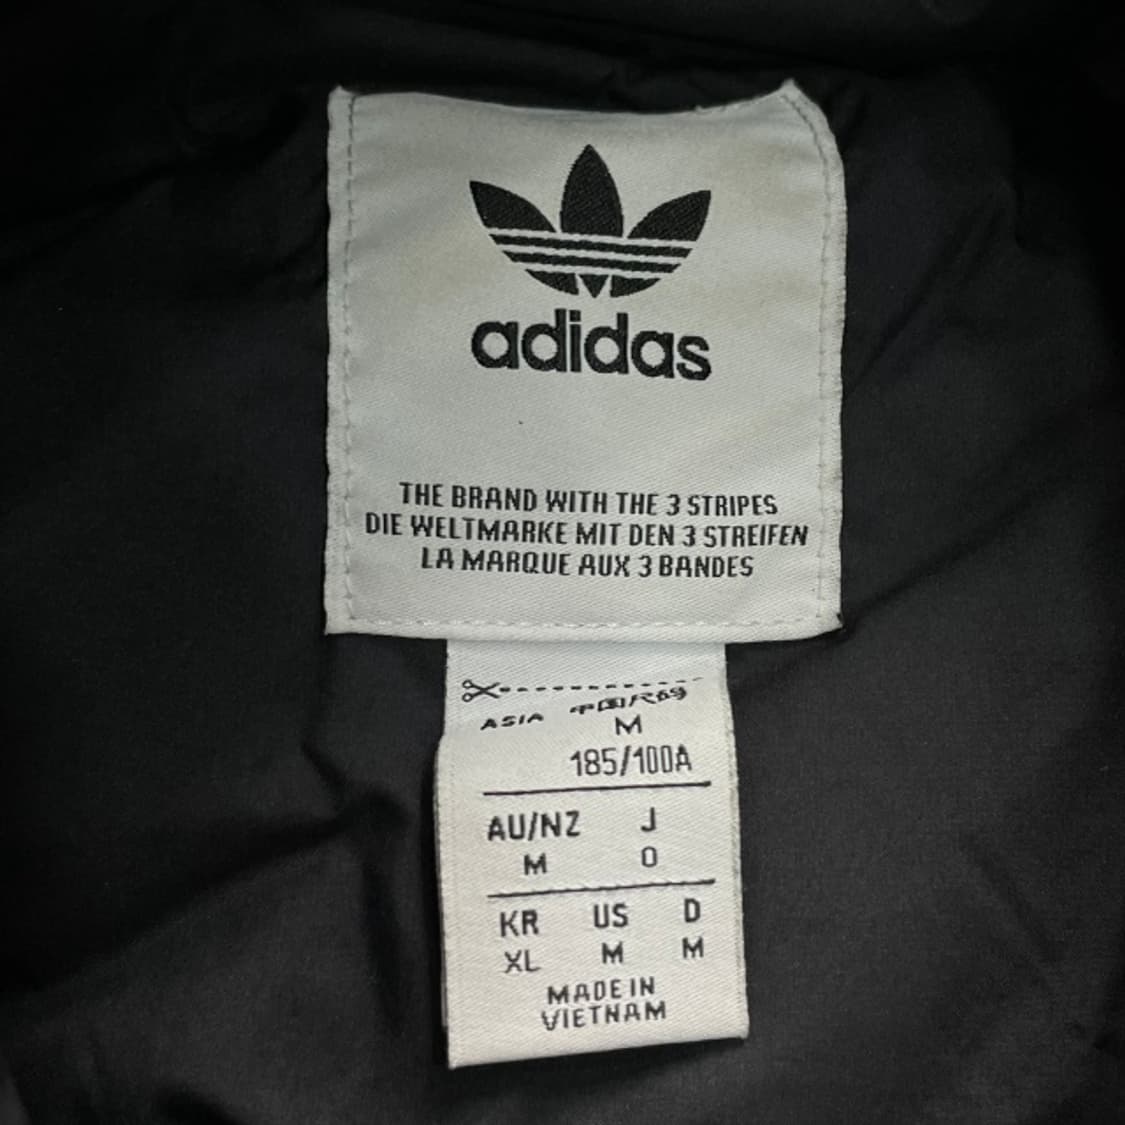 adidas
THE BRAND WITH THE 3 STRIPES
DIE WELTMARKE MIT DEN 3 STREIFEN
LA MARQUE AUX 3 BANDES
ASIA 中国尺
M
185/100A
AU/NZ J
M O
KR US D
XL M M
MADE IN
VIETNAM